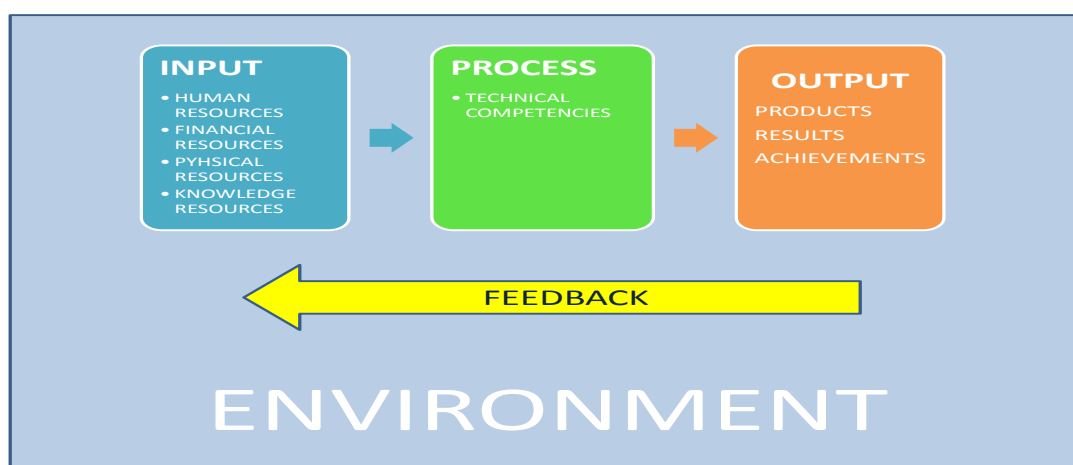 INPUT
• HUMAN
RESOURCES
• FINANCIAL
RESOURCES
• PYHSICAL
RESOURCES
• KNOWLEDGE
RESOURCES
PROCESS
• TECHNICAL
COMPETENCIES
OUTPUT
PRODUCTS
RESULTS
ACHIEVEMENTS
FEEDBACK
ENVIRONMENT